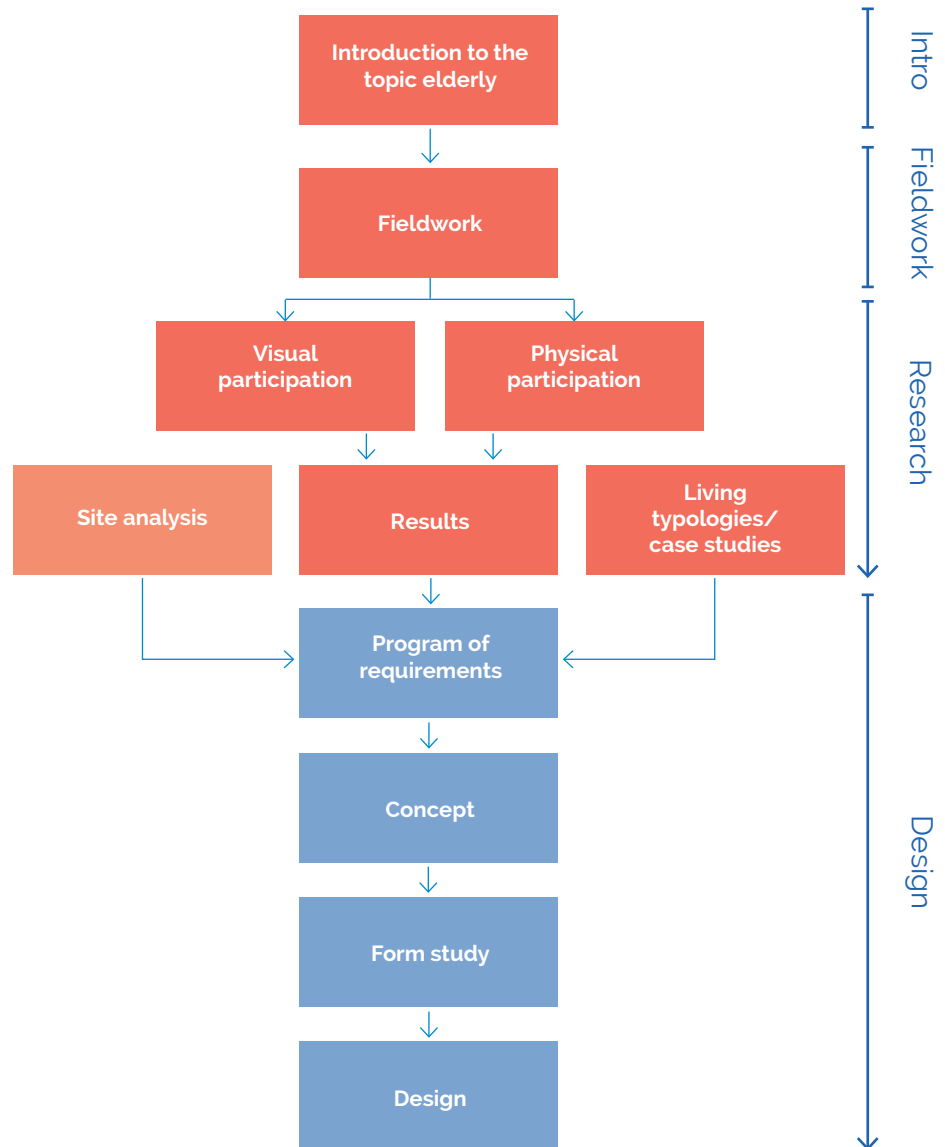 Introduction to the
topic elderly
Intro
Fieldwork
Fieldwork
Visual
participation
Physical
participation
Research
Site analysis
Results
Living
typologies/
case studies
Program of
requirements
Concept
Design
Form study
Design